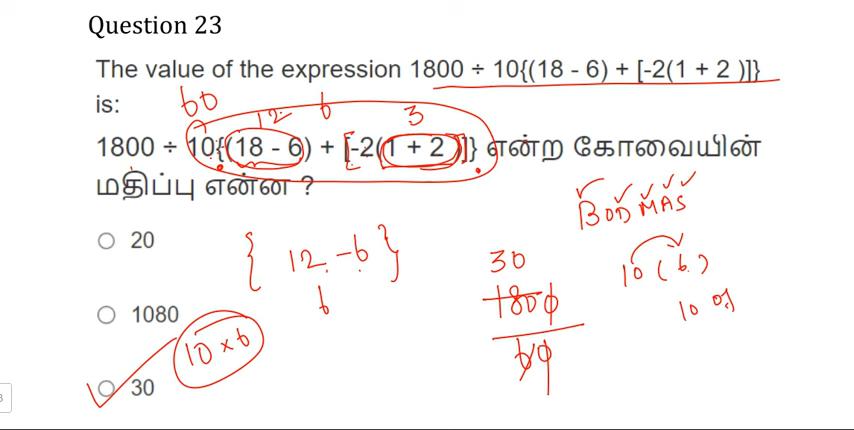 Question 23
The value of the expression 1800 ÷ 10{(18 - 6) + [-2(1 + 2 )]}
is:
60
12 6 3
1800 ÷ 10{(18 - 6) + [-2(1 + 2 )]} என்ற கோவையின்
மதிப்பு என்ன ?
BODMAS
20
{ 12 - 6 }
6
30
1800
60
10 ( 6 )
10 of
1080
10 × 6
30